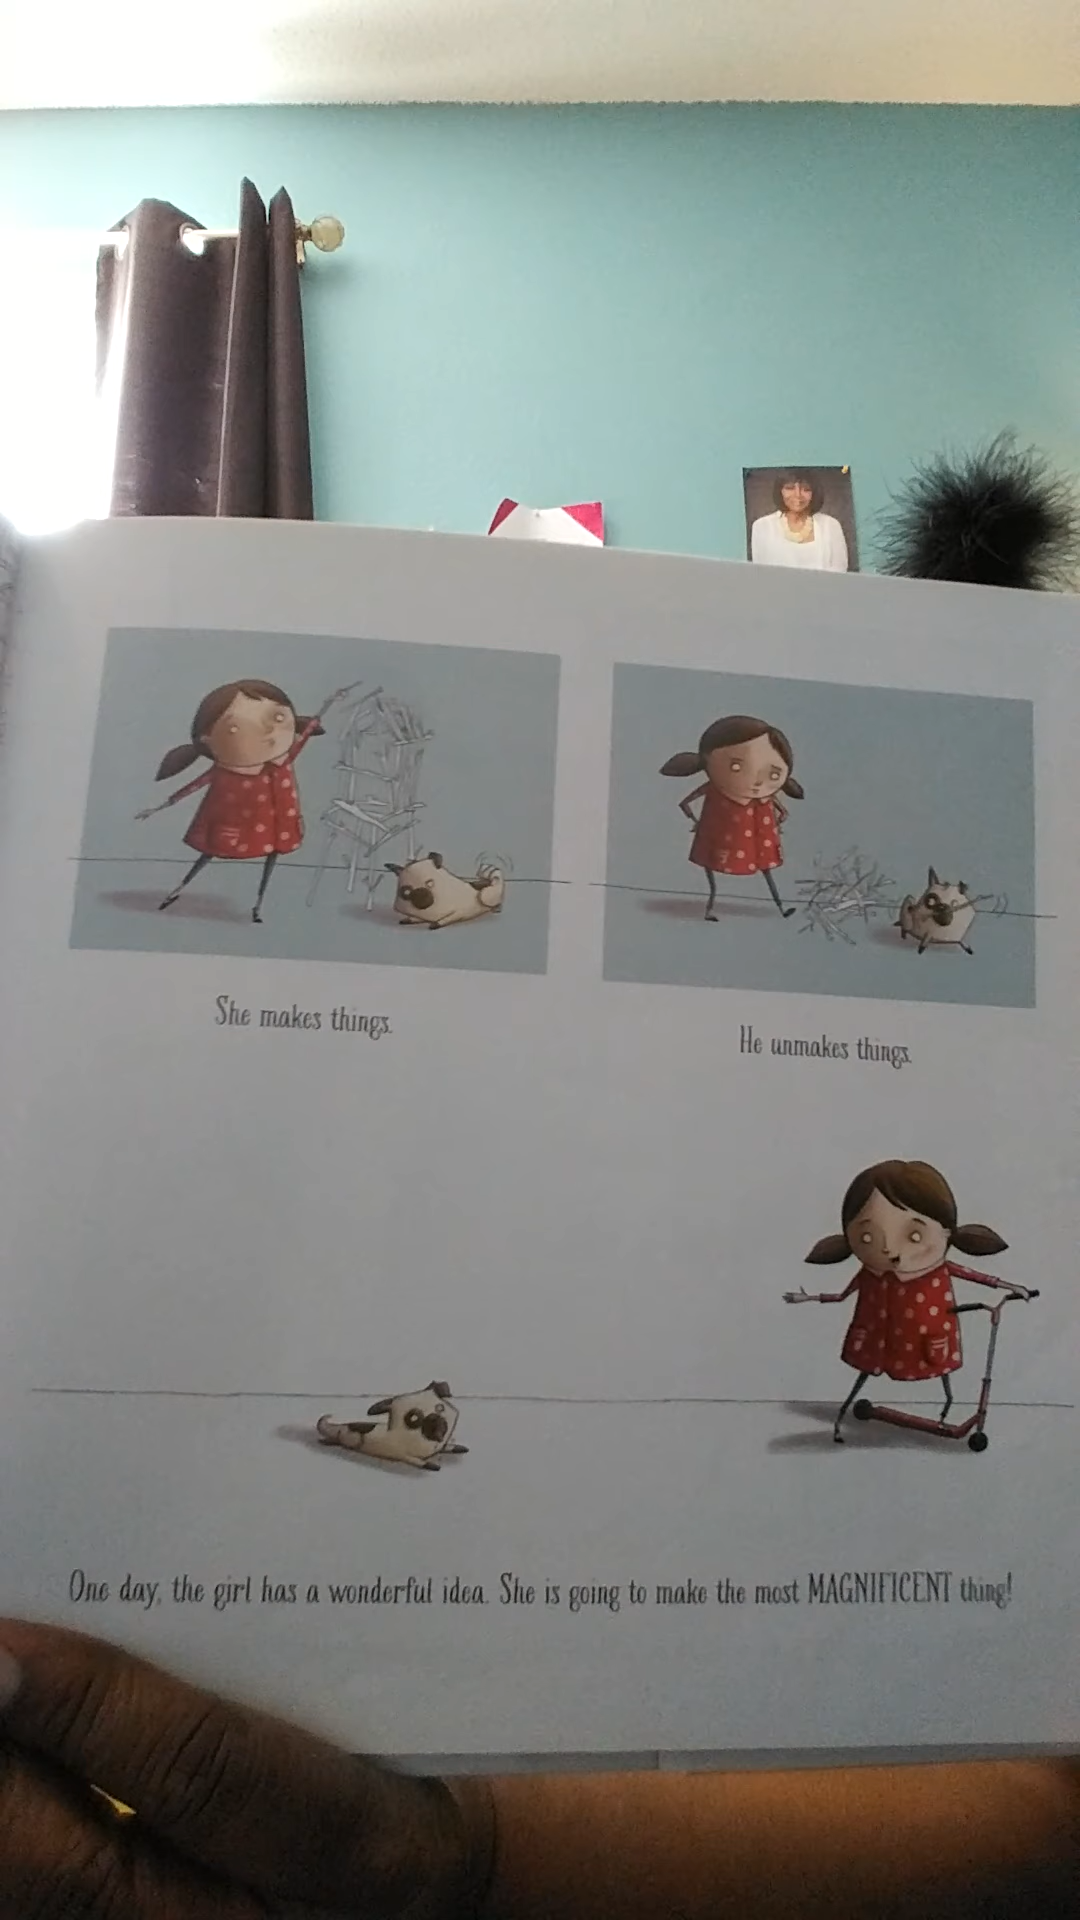 She makes things.
He unmakes things.
One day, the girl has a wonderful idea. She is going to make the most MAGNIFICENT thing!